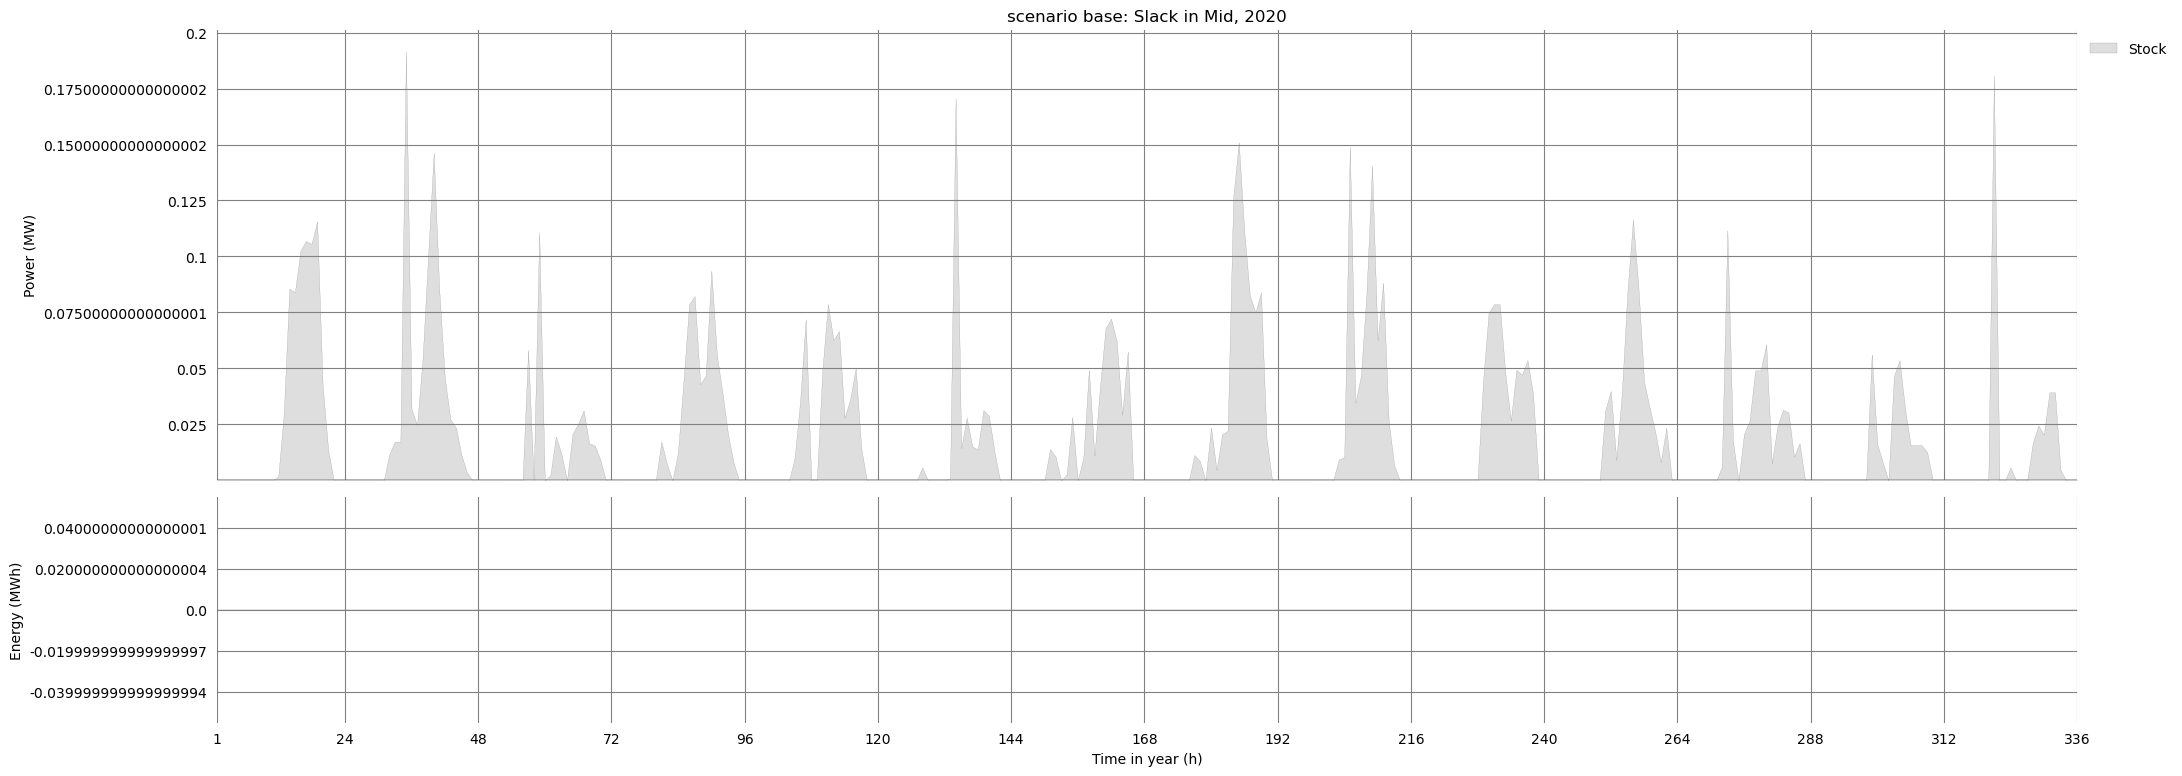 scenario base: Slack in Mid, 2020
0.2
0.17500000000000002
0.15000000000000002
0.125
0.1
0.07500000000000001
0.05
0.025
Power (MW)
Stock
0.040000000000000001
0.020000000000000004
0.0
-0.019999999999999997
-0.039999999999999994
Energy (MWh)
1 24 48 72 96 120 144 168 192 216 240 264 288 312 336
Time in year (h)